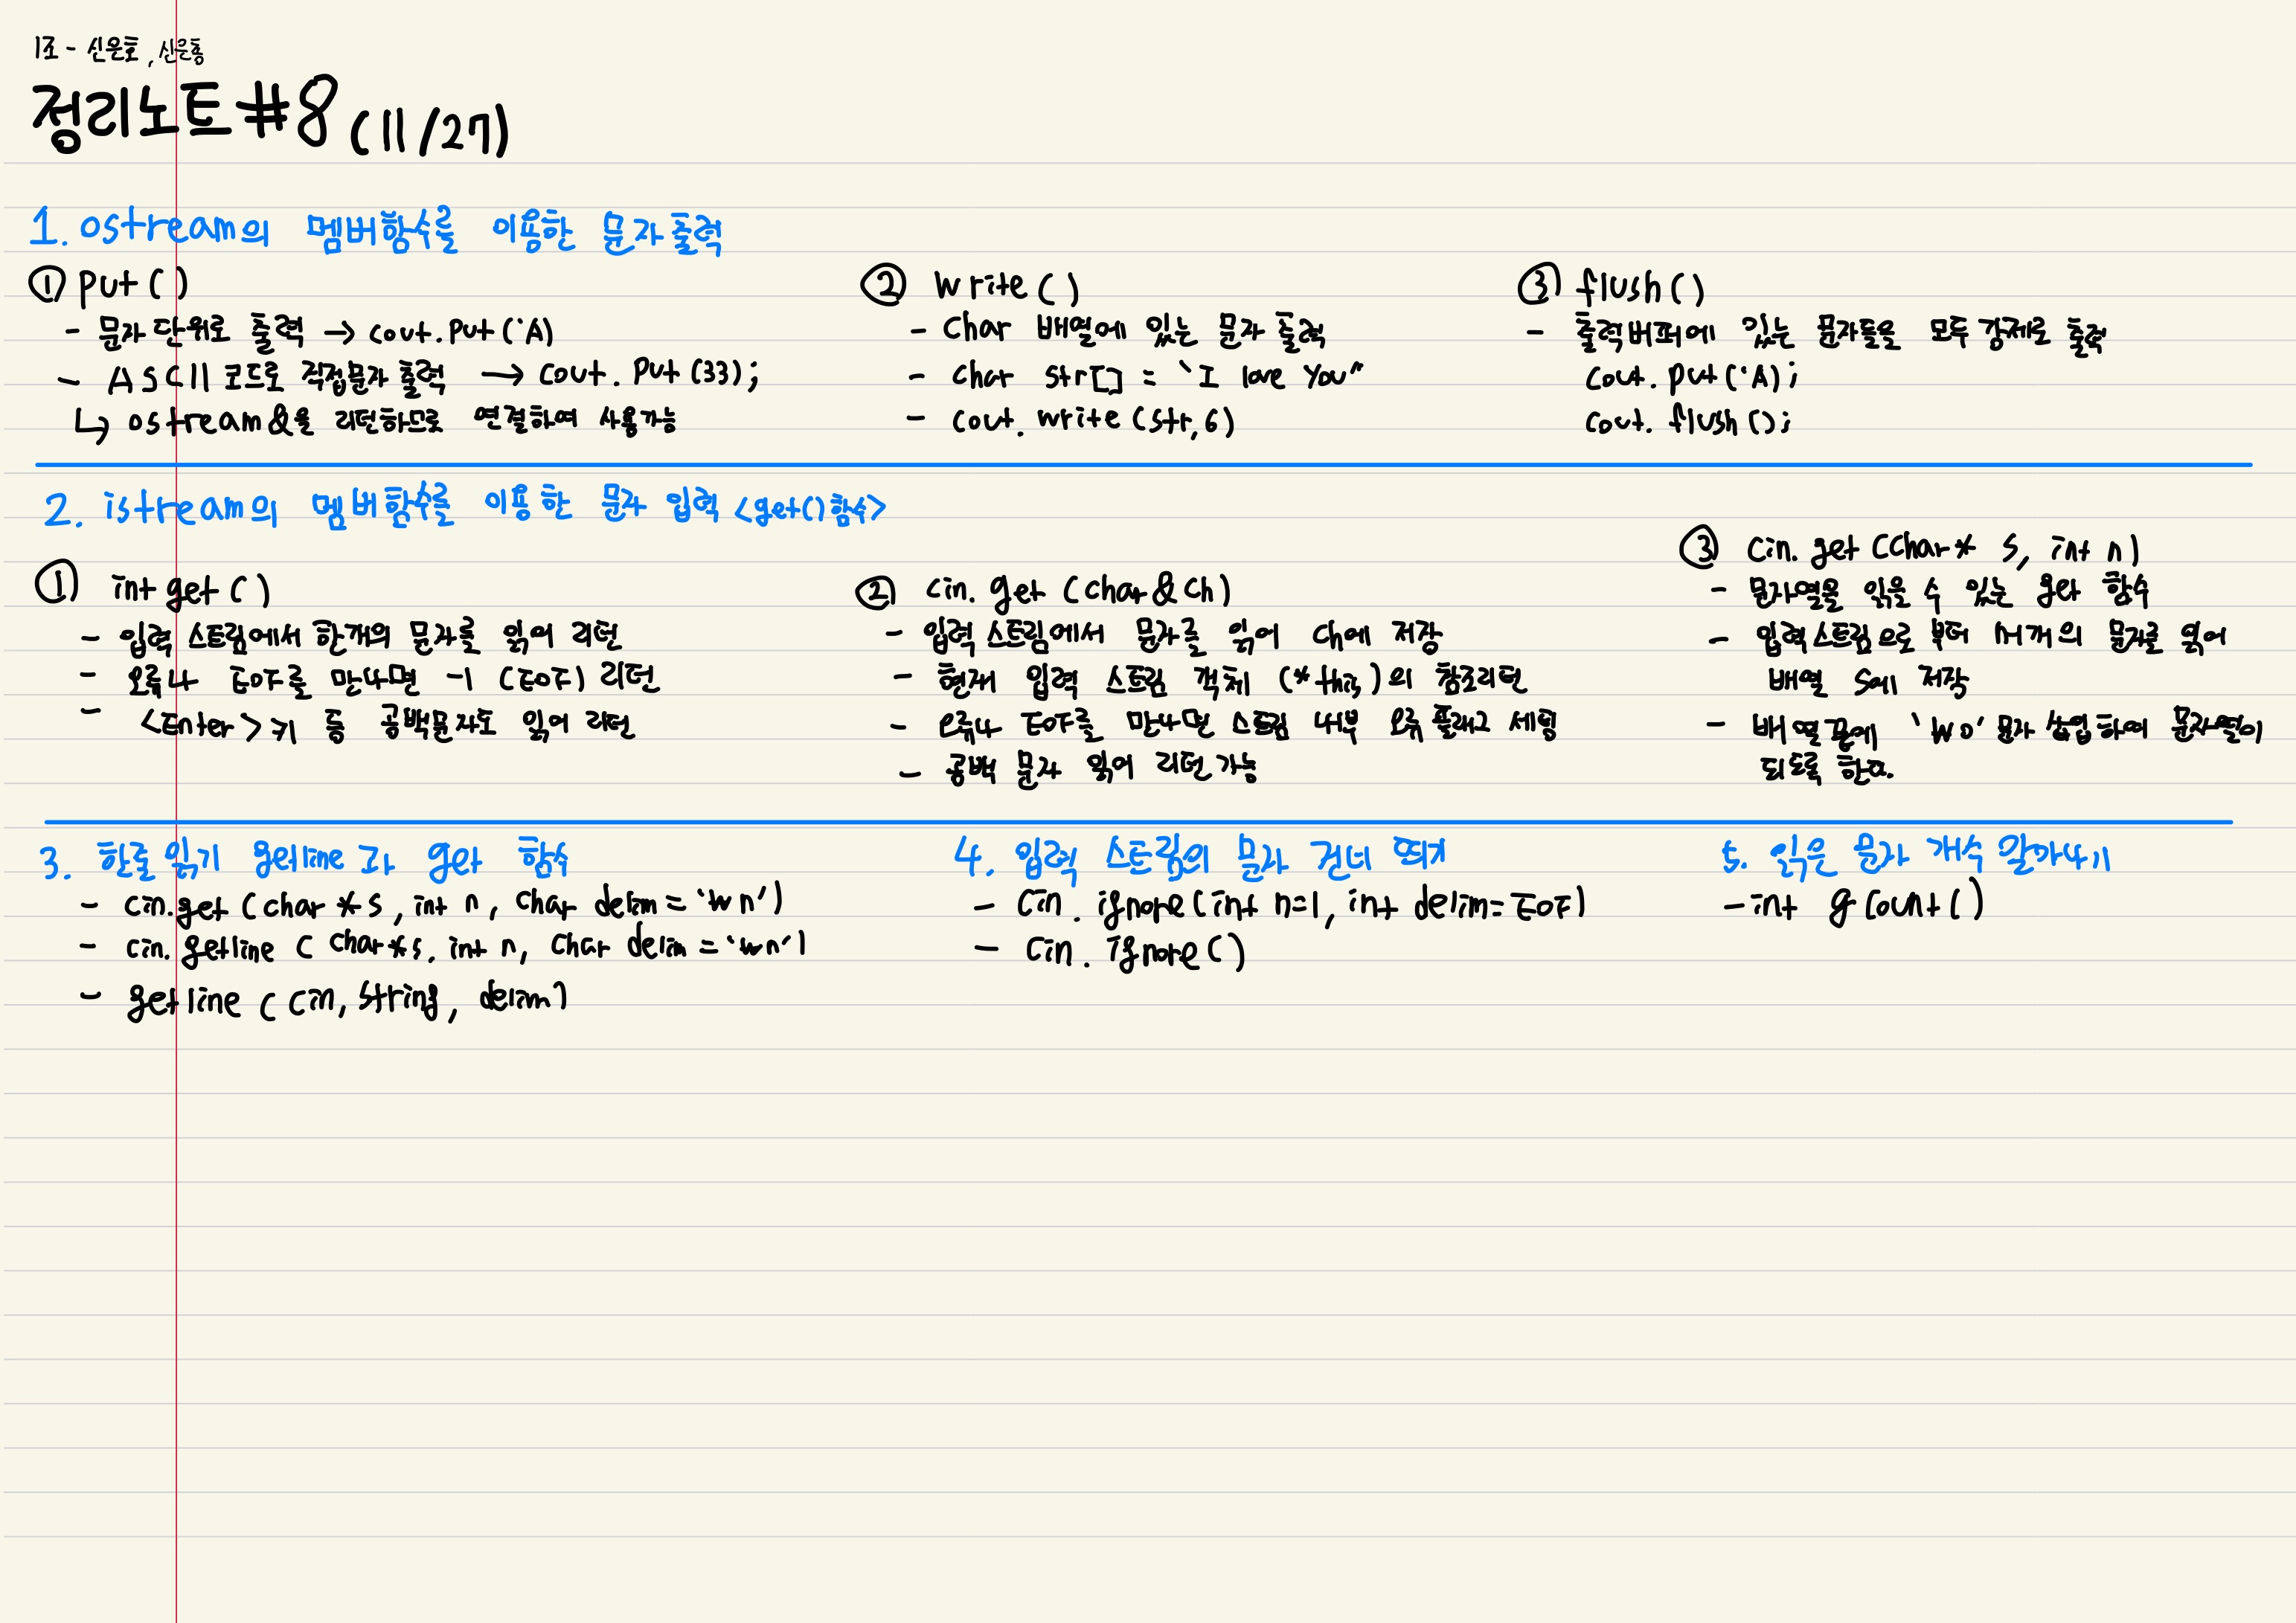 1조 - 신윤호, 신은총
정리노트#8 (11/27)
1. ostream의 멤버함수를 이용한 문자출력
① put()
- 문자 단위로 출력 → cout.put('A)
- ASCII 코드로 직접문자 출력 → cout.put(33);
↳ ostream&을 리턴하므로 연결하여 사용가능
② write()
- char 배열에 있는 문자 출력
- char str[] = "I love you"
- cout.write(str,6)
③ flush()
- 출력버퍼에 있는 문자들을 모두 강제로 출력
cout.put('A);
cout.flush();
2. istream의 멤버함수를 이용한 문자 입력 <get()함수>
① int get()
- 입력 스트림에서 한개의 문자를 읽어 리턴
- 오류나 EOF를 만나면 -1 (EOF) 리턴
- <Enter>키 등 공백문자도 읽어 리턴
② cin.get(char&ch)
- 입력 스트림에서 문자를 읽어 ch에 저장
- 현재 입력 스트림 객체 (*this)의 참조리턴
- 오류나 EOF를 만나면 스트림 내부 오류 플래그 세팅
- 공백 문자 읽어 리턴 가능
③ cin.get(char* s, int n)
- 문자열을 읽을 수 있는 get 함수
- 입력스트림으로 부터 n-1개의 문자를 읽어
배열 s에 저장
- 배열끝에 'W0' 문자 삽입하여 문자열이
되도록 한다.
3. 한줄 읽기 getline 과 get 함수
- cin.get(char *s, int n, char delim='Wn')
- cin.getline(char*s, int n, char delim='Wn')
- getline(cin, string, delim)
4. 입력 스트림의 문자 건너 띄기
- cin.ignore(int n=1, int delim=EOF)
- cin.ignore()
5. 읽은 문자 개수 알아내기
- int gcount()